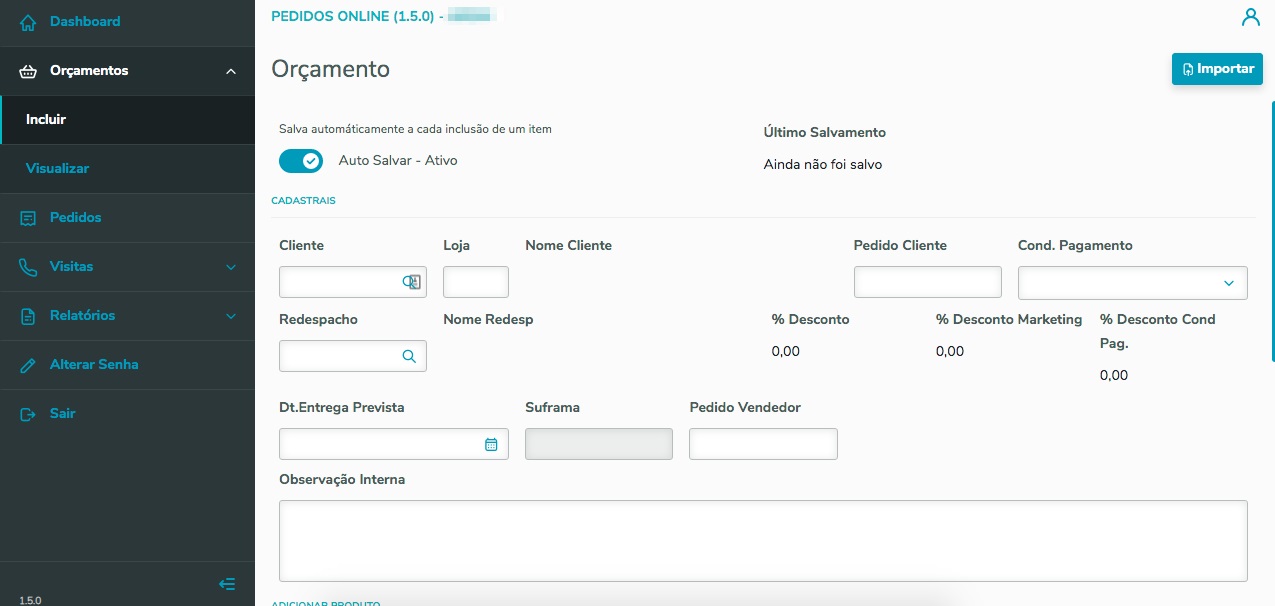 Dashboard
Orçamentos
Incluir
Visualizar
Pedidos
Visitas
Relatórios
Alterar Senha
Sair
1.5.0
PEDIDOS ONLINE (1.5.0) -
Orçamento
Importar
Salva automáticamente a cada inclusão de um item
Auto Salvar - Ativo
Último Salvamento
Ainda não foi salvo
CADASTRAIS
Cliente
Loja
Nome Cliente
Pedido Cliente
Cond. Pagamento
Redespacho
Nome Redesp
% Desconto
0,00
% Desconto Marketing
0,00
% Desconto Cond
Pag.
0,00
Dt.Entrega Prevista
Suframa
Pedido Vendedor
Observação Interna
ADICIONAR PRODUTO